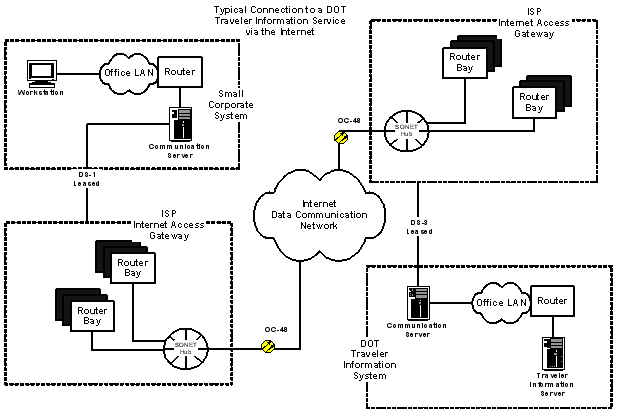 Typical Connection to a DOT
Traveler Information Service
via the Internet
ISP
Internet Access
Gateway
Router
Bay
Router
Bay
SONET
Hub
OC-48
Workstation
Office LAN
Router
Small
Corporate
System
Communication
Server
DS-1
Leased
ISP
Internet Access
Gateway
Router
Bay
Router
Bay
SONET
Hub
OC-48
Internet
Data Communication
Network
DS-3
Leased
Communication
Server
Office LAN
Router
DOT
Traveler
Information
System
Traveler
Information
Server